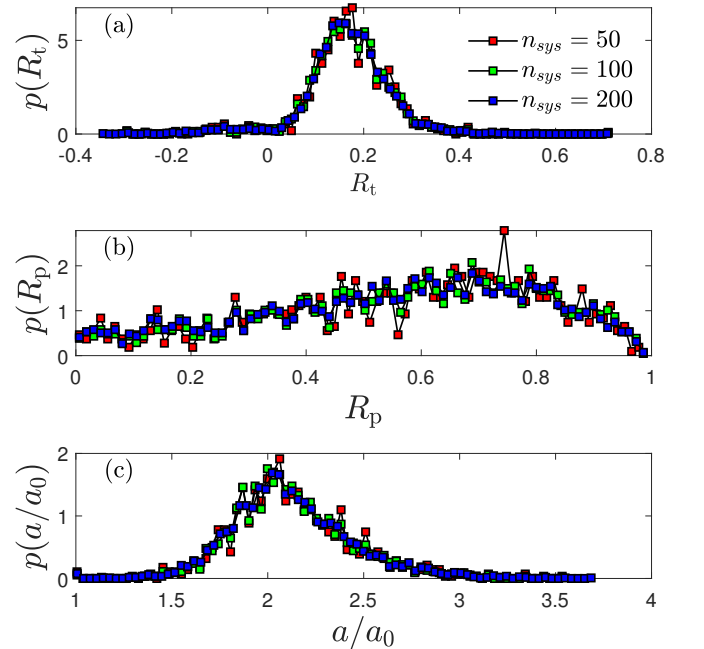 (a)
p(R_t)
5
0
n_sys = 50
n_sys = 100
n_sys = 200
-0.4 -0.2 0 0.2 0.4 0.6 0.8
R_t
(b)
p(R_p)
2
1
0
0 0.2 0.4 0.6 0.8 1
R_p
(c)
p(a/a_0)
2
1
0
1 1.5 2 2.5 3 3.5 4
a/a_0